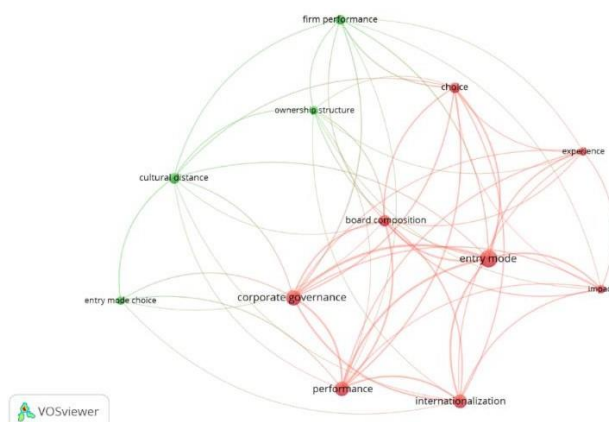 firm performance
choice
ownership structure
experience
cultural distance
board composition
entry mode
impa
corporate governance
entry mode choice
performance
internationalization
VOSviewer